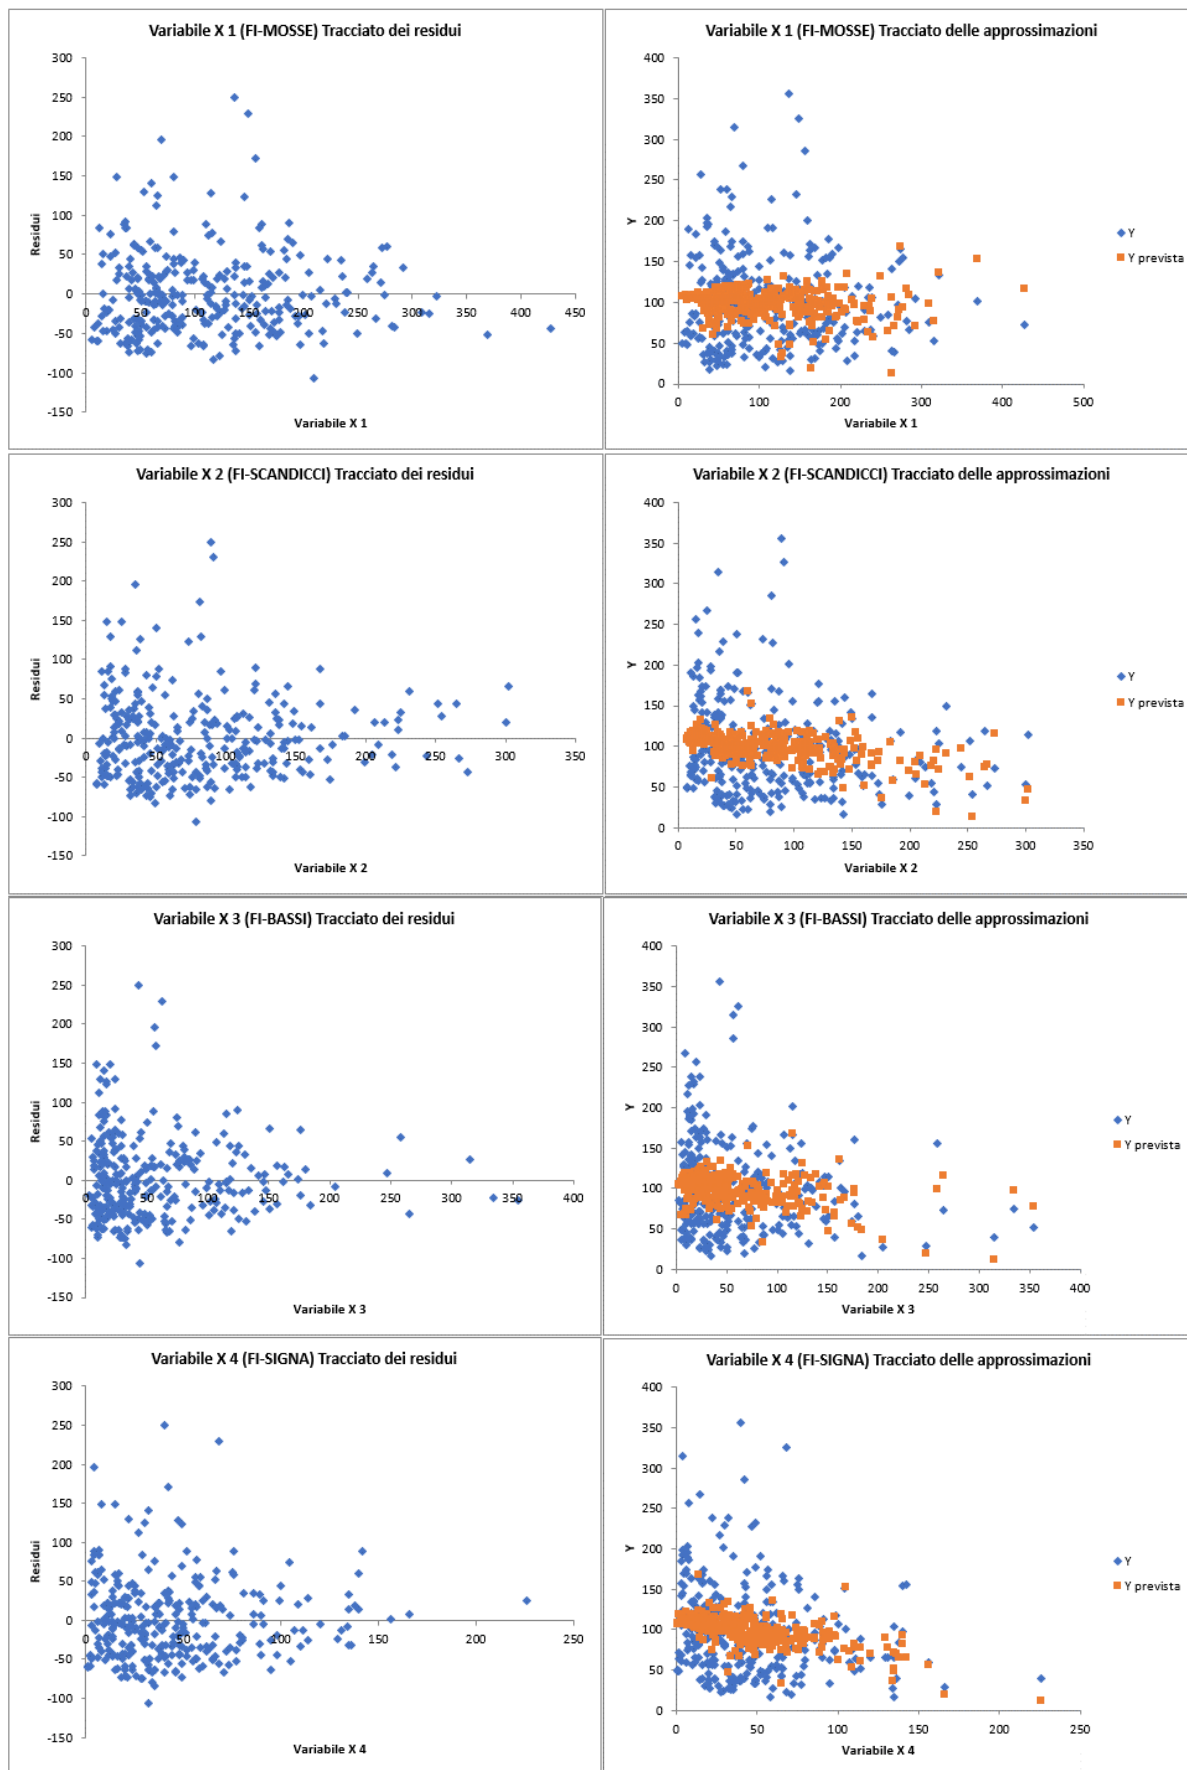 Variabile X 1 (FI-MOSSE) Tracciato dei residui
300
250
200
150
100
50
0
-50
-100
-150
0 50 100 150 200 250 300 350 400 450
Residui
Variabile X 1
Variabile X 1 (FI-MOSSE) Tracciato delle approssimazioni
400
350
300
250
200
150
100
50
0
0 100 200 300 400 500
Y
Variabile X 1
Y
Y prevista
Variabile X 2 (FI-SCANDICCI) Tracciato dei residui
300
250
200
150
100
50
0
-50
-100
-150
0 50 100 150 200 250 300 350
Residui
Variabile X 2
Variabile X 2 (FI-SCANDICCI) Tracciato delle approssimazioni
400
350
300
250
200
150
100
50
0
0 50 100 150 200 250 300 350
Y
Variabile X 2
Y
Y prevista
Variabile X 3 (FI-BASSI) Tracciato dei residui
300
250
200
150
100
50
0
-50
-100
-150
0 50 100 150 200 250 300 350 400
Residui
Variabile X 3
Variabile X 3 (FI-BASSI) Tracciato delle approssimazioni
400
350
300
250
200
150
100
50
0
0 50 100 150 200 250 300 350 400
Y
Variabile X 3
Y
Y prevista
Variabile X 4 (FI-SIGNA) Tracciato dei residui
300
250
200
150
100
50
0
-50
-100
-150
0 50 100 150 200 250
Residui
Variabile X 4
Variabile X 4 (FI-SIGNA) Tracciato delle approssimazioni
400
350
300
250
200
150
100
50
0
0 50 100 150 200 250
Y
Variabile X 4
Y
Y prevista